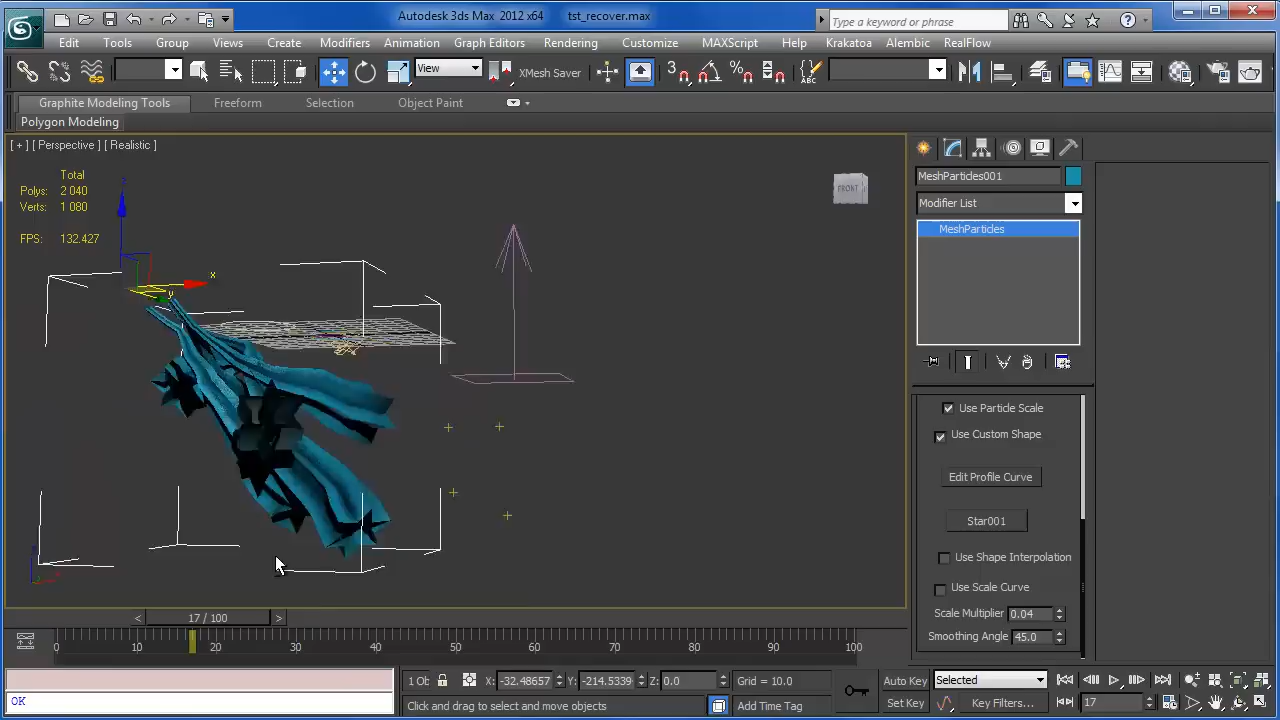 Autodesk 3ds Max 2012 x64 tst_recover.max
Type a keyword or phrase
Edit Tools Group Views Create Modifiers Animation Graph Editors Rendering Customize MAXScript Help Krakatoa Alembic RealFlow
View XMesh Saver
Graphite Modeling Tools Freeform Selection Object Paint
Polygon Modeling
[ + ] [ Perspective ] [ Realistic ]
Total
Polys: 2 040
Verts: 1 080
FPS: 132.427
FRONT
z
x
y
MeshParticles001
Modifier List
MeshParticles
Use Particle Scale
Use Custom Shape
Edit Profile Curve
Star001
Use Shape Interpolation
Use Scale Curve
Scale Multiplier 0.04
Smoothing Angle 45.0
< 17 / 100 >
0 10 20 30 40 50 60 70 80 90 100
OK
1 Ob X: -32.48657 Y: -214.5339 Z: 0.0 Grid = 10.0
Click and drag to select and move objects Add Time Tag
Auto Key Selected
Set Key Key Filters... 17